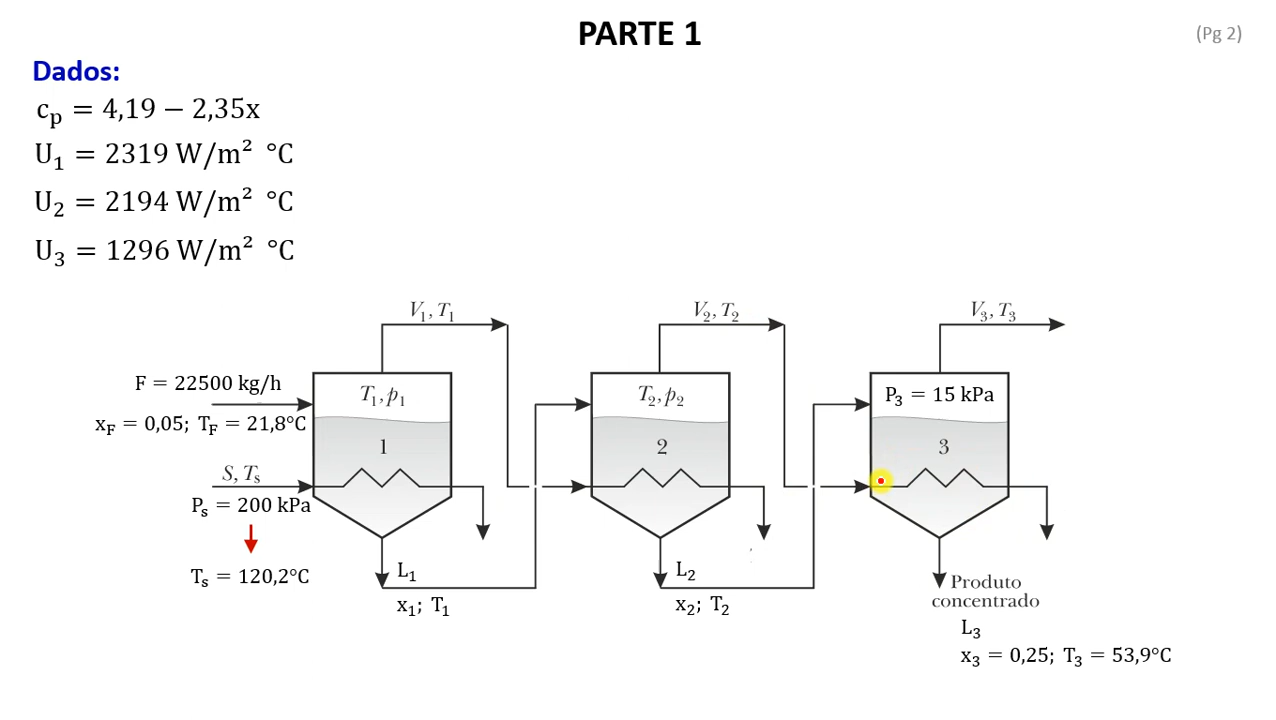 PARTE 1
(Pg 2)
Dados:
cₚ = 4,19 − 2,35x
U₁ = 2319 W/m² °C
U₂ = 2194 W/m² °C
U₃ = 1296 W/m² °C
V₁, T₁
V₂, T₂
V₃, T₃
F = 22500 kg/h
x_F = 0,05; T_F = 21,8°C
T₁, p₁
T₂, p₂
P₃ = 15 kPa
1
2
3
S, Tₛ
Pₛ = 200 kPa
Tₛ = 120,2°C
L₁
x₁; T₁
L₂
x₂; T₂
Produto
concentrado
L₃
x₃ = 0,25; T₃ = 53,9°C